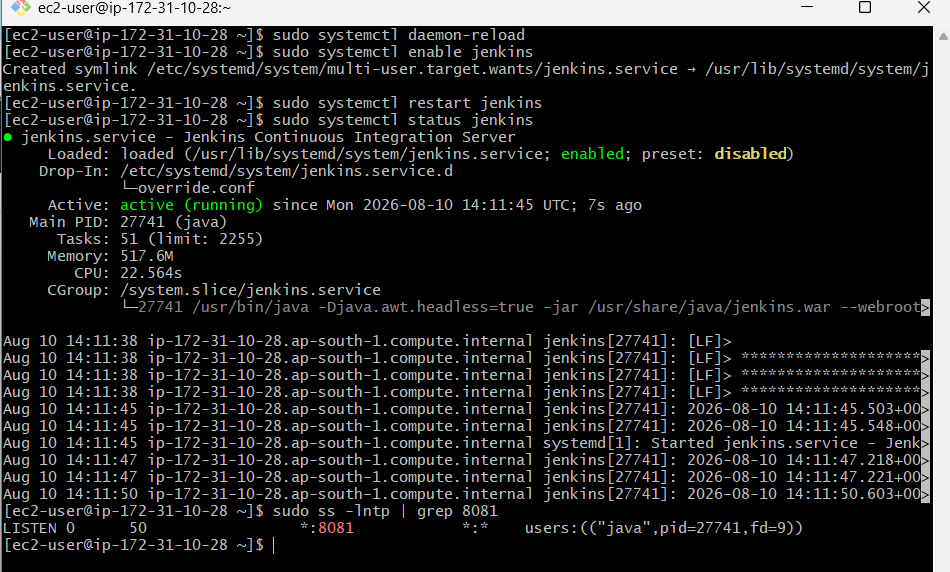 ec2-user@ip-172-31-10-28:~
[ec2-user@ip-172-31-10-28 ~]$ sudo systemctl daemon-reload
[ec2-user@ip-172-31-10-28 ~]$ sudo systemctl enable jenkins
Created symlink /etc/systemd/system/multi-user.target.wants/jenkins.service → /usr/lib/systemd/system/j
enkins.service.
[ec2-user@ip-172-31-10-28 ~]$ sudo systemctl restart jenkins
[ec2-user@ip-172-31-10-28 ~]$ sudo systemctl status jenkins
● jenkins.service - Jenkins Continuous Integration Server
     Loaded: loaded (/usr/lib/systemd/system/jenkins.service; enabled; preset: disabled)
    Drop-In: /etc/systemd/system/jenkins.service.d
             └─override.conf
     Active: active (running) since Mon 2026-08-10 14:11:45 UTC; 7s ago
   Main PID: 27741 (java)
      Tasks: 51 (limit: 2255)
     Memory: 517.6M
        CPU: 22.564s
     CGroup: /system.slice/jenkins.service
             └─27741 /usr/bin/java -Djava.awt.headless=true -jar /usr/share/java/jenkins.war --webroot>

Aug 10 14:11:38 ip-172-31-10-28.ap-south-1.compute.internal jenkins[27741]: [LF]>
Aug 10 14:11:38 ip-172-31-10-28.ap-south-1.compute.internal jenkins[27741]: [LF]> ********************>
Aug 10 14:11:38 ip-172-31-10-28.ap-south-1.compute.internal jenkins[27741]: [LF]> ********************>
Aug 10 14:11:38 ip-172-31-10-28.ap-south-1.compute.internal jenkins[27741]: [LF]> ********************>
Aug 10 14:11:45 ip-172-31-10-28.ap-south-1.compute.internal jenkins[27741]: 2026-08-10 14:11:45.503+00>
Aug 10 14:11:45 ip-172-31-10-28.ap-south-1.compute.internal jenkins[27741]: 2026-08-10 14:11:45.548+00>
Aug 10 14:11:45 ip-172-31-10-28.ap-south-1.compute.internal systemd[1]: Started jenkins.service - Jenk>
Aug 10 14:11:47 ip-172-31-10-28.ap-south-1.compute.internal jenkins[27741]: 2026-08-10 14:11:47.218+00>
Aug 10 14:11:47 ip-172-31-10-28.ap-south-1.compute.internal jenkins[27741]: 2026-08-10 14:11:47.221+00>
Aug 10 14:11:50 ip-172-31-10-28.ap-south-1.compute.internal jenkins[27741]: 2026-08-10 14:11:50.603+00>
[ec2-user@ip-172-31-10-28 ~]$ sudo ss -lntp | grep 8081
LISTEN 0      50                 *:8081            *:*    users:(("java",pid=27741,fd=9))
[ec2-user@ip-172-31-10-28 ~]$